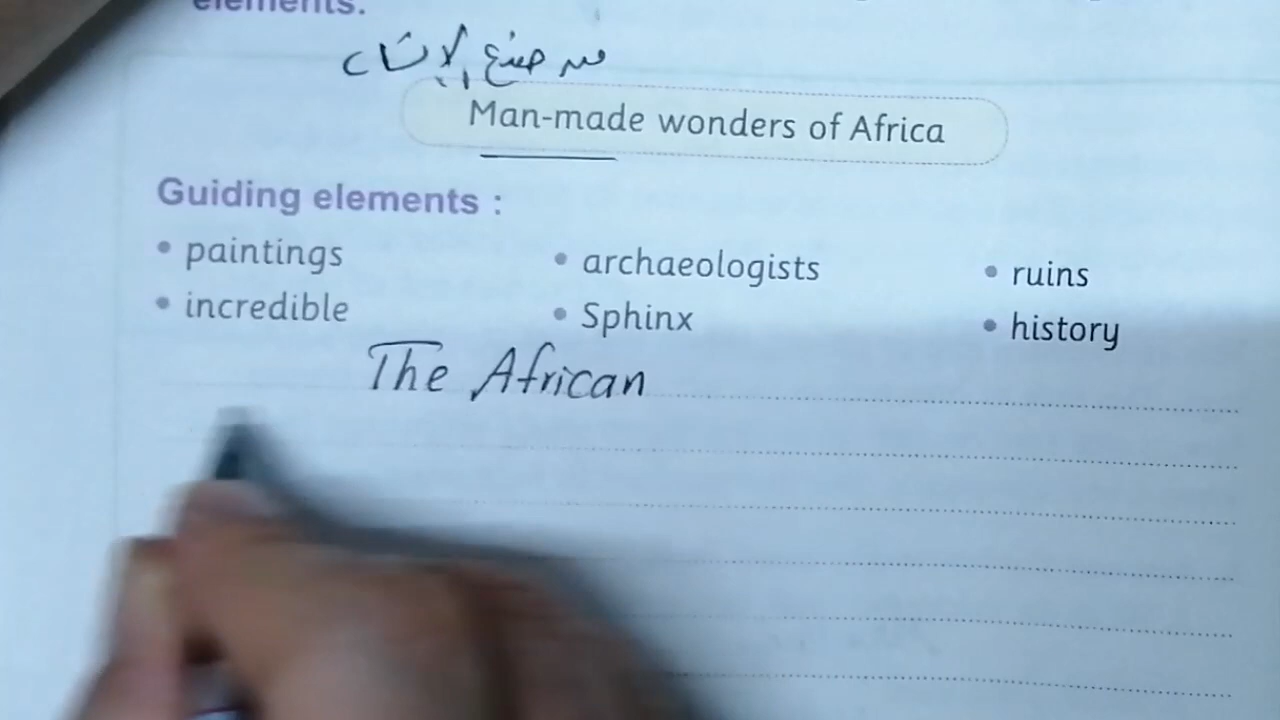 elements.
من صنع الإنسان
Man-made wonders of Africa
Guiding elements :
• paintings • archaeologists • ruins
• incredible • Sphinx • history
The African